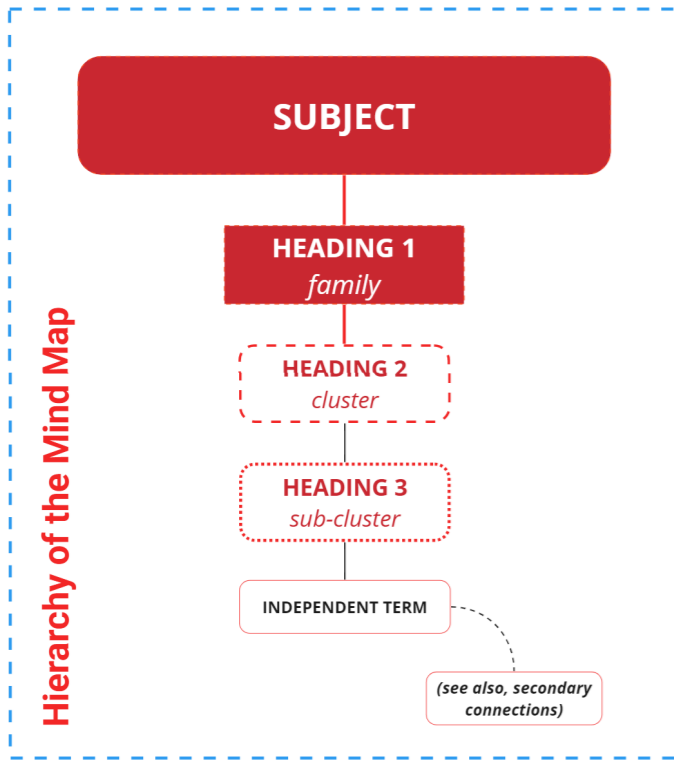 SUBJECT
HEADING 1
family
HEADING 2
cluster
HEADING 3
sub-cluster
INDEPENDENT TERM
(see also, secondary
connections)
Hierarchy of the Mind Map